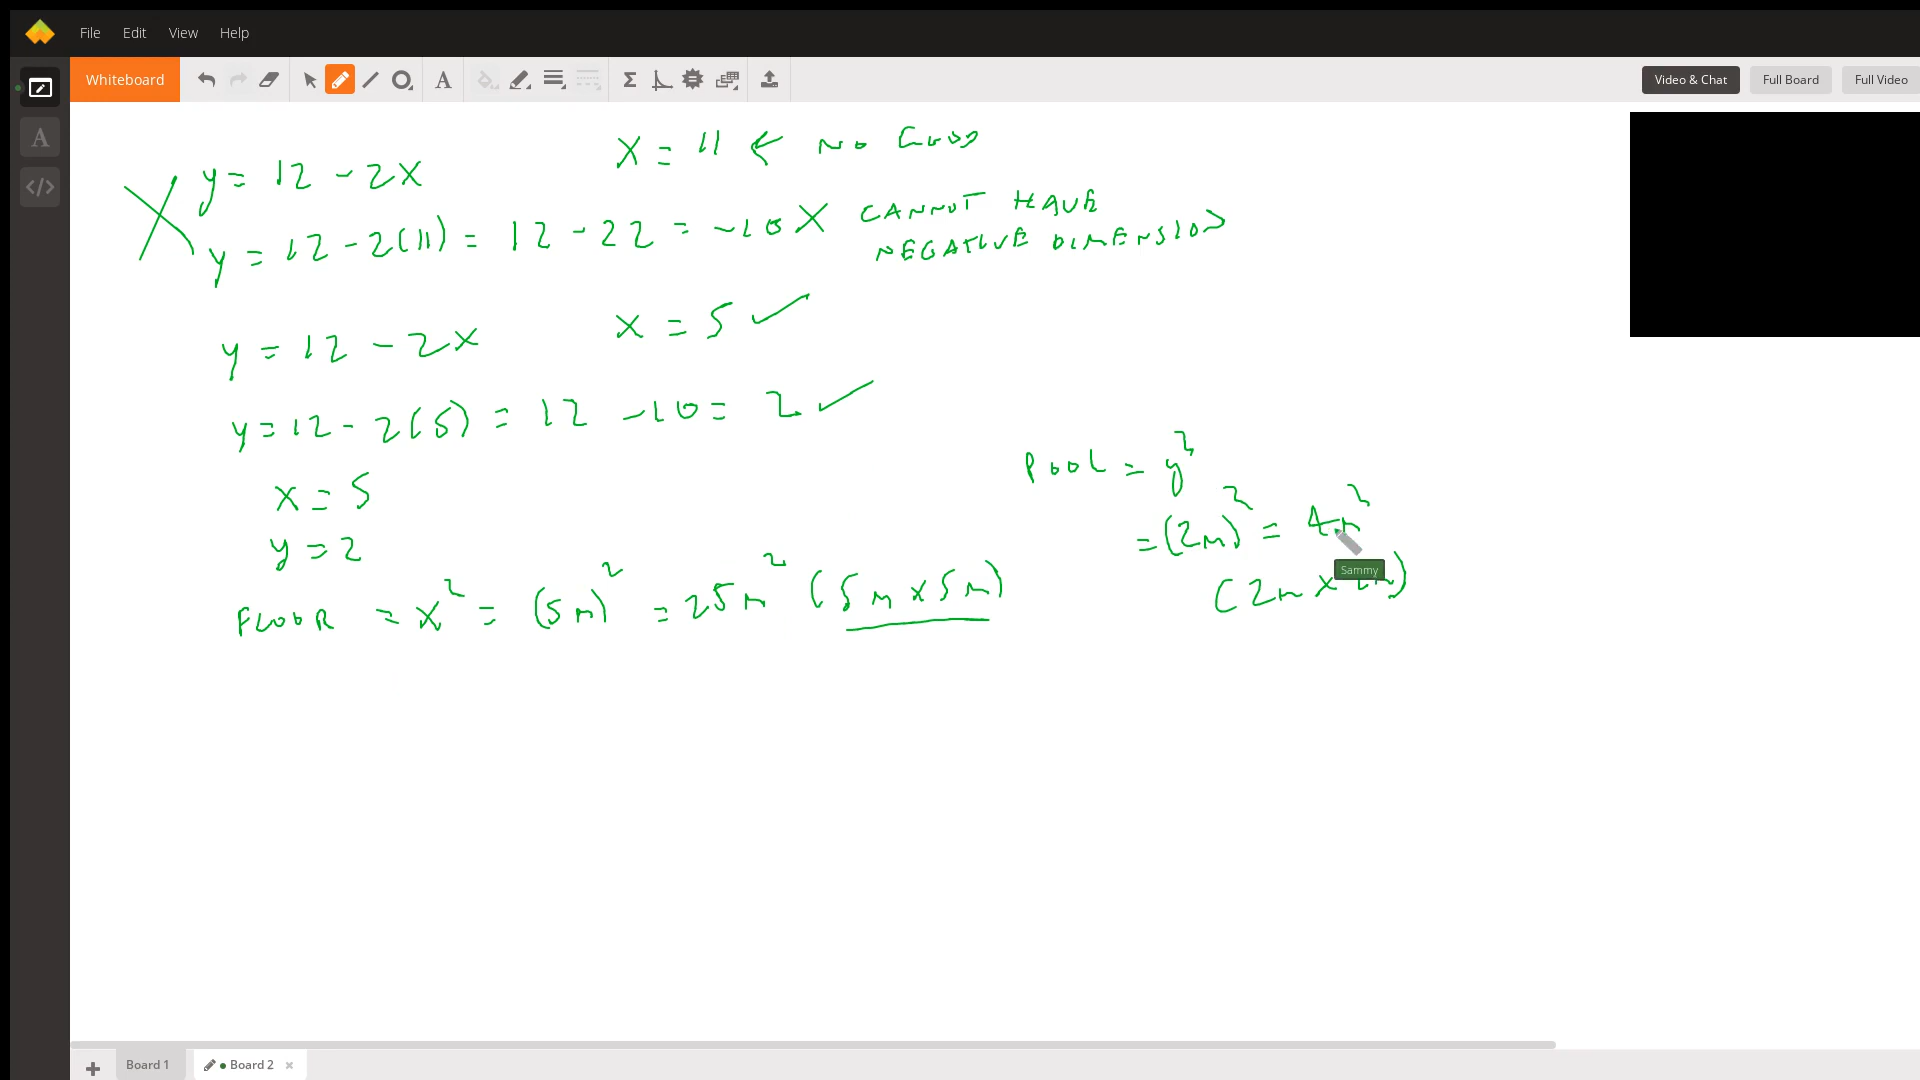 File Edit View Help
Whiteboard A Σ Video & Chat Full Board Full Video
x = 11 ← NO GOOD
y = 12 - 2x
y = 12 - 2(11) = 12 - 22 = -10 X CANNOT HAVE
NEGATIVE DIMENSION
y = 12 - 2x
x = 5 ✓
y = 12 - 2(5) = 12 - 10 = 2 ✓
x = 5
y = 2
FLOOR = x² = (5m)² = 25m² (5m x 5m)
POOL = y²
= (2m)² = 4m²
(2m x 2m)
Sammy
Board 1 Board 2